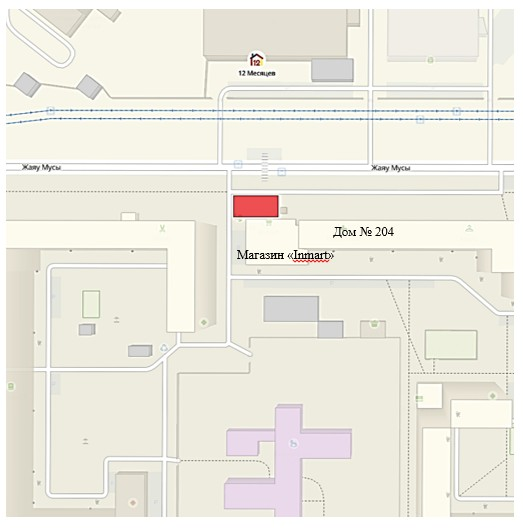 12
12 Месяцев
Жаяу Мусы
Жаяу Мусы
Дом № 204
Магазин «Inmart»